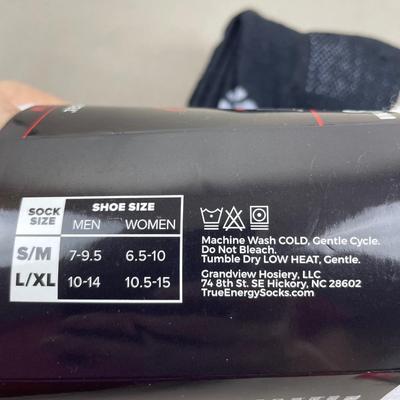 SOCK SIZE SHOE SIZE
MEN WOMEN
S/M 7-9.5 6.5-10
L/XL 10-14 10.5-15
Machine Wash COLD, Gentle Cycle.
Do Not Bleach.
Tumble Dry LOW HEAT, Gentle.
Grandview Hosiery, LLC
74 8th St. SE Hickory, NC 28602
TrueEnergySocks.com